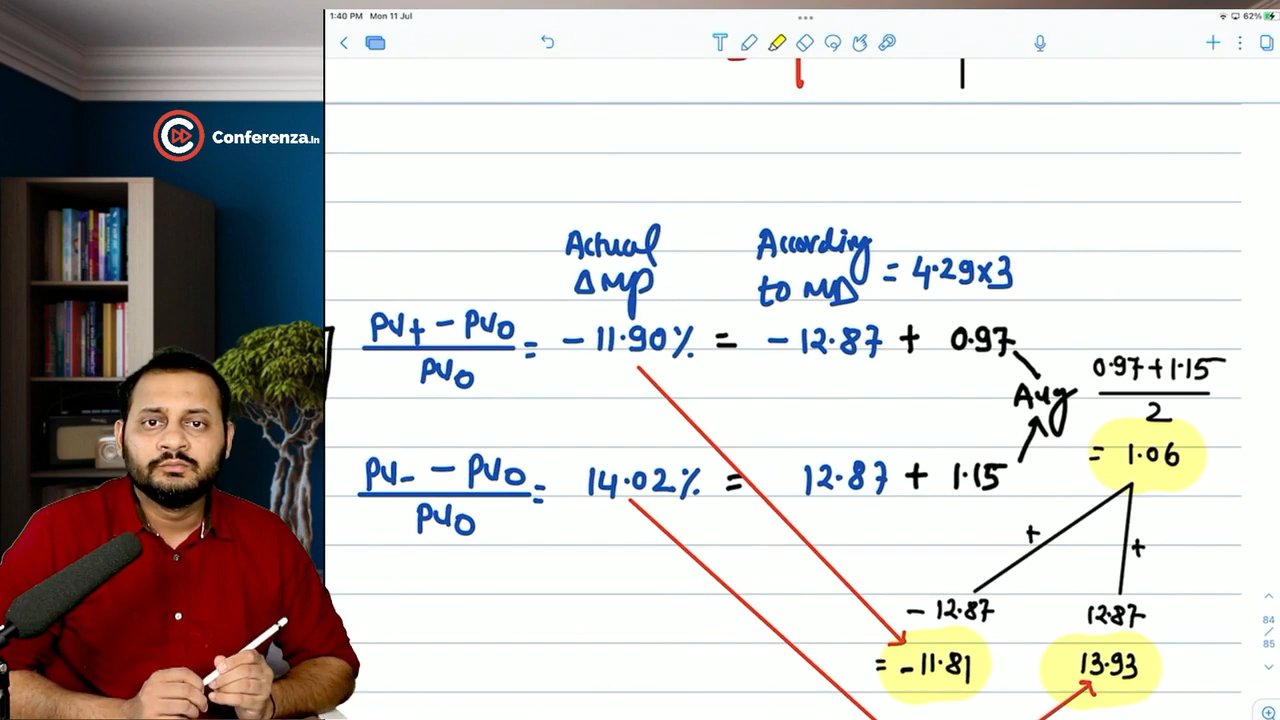 1:40 PM Mon 11 Jul
62%
Conferenza.in
Actual ΔMP
According to MD = 4.29×3
PV+ − PV0 / PV0 = −11.90% = −12.87 + 0.97
Avg 0.97+1.15 / 2
= 1.06
PV- − PV0 / PV0 = 14.02% = 12.87 + 1.15
+ +
−12.87 12.87
= −11.81 13.93
84
/
85